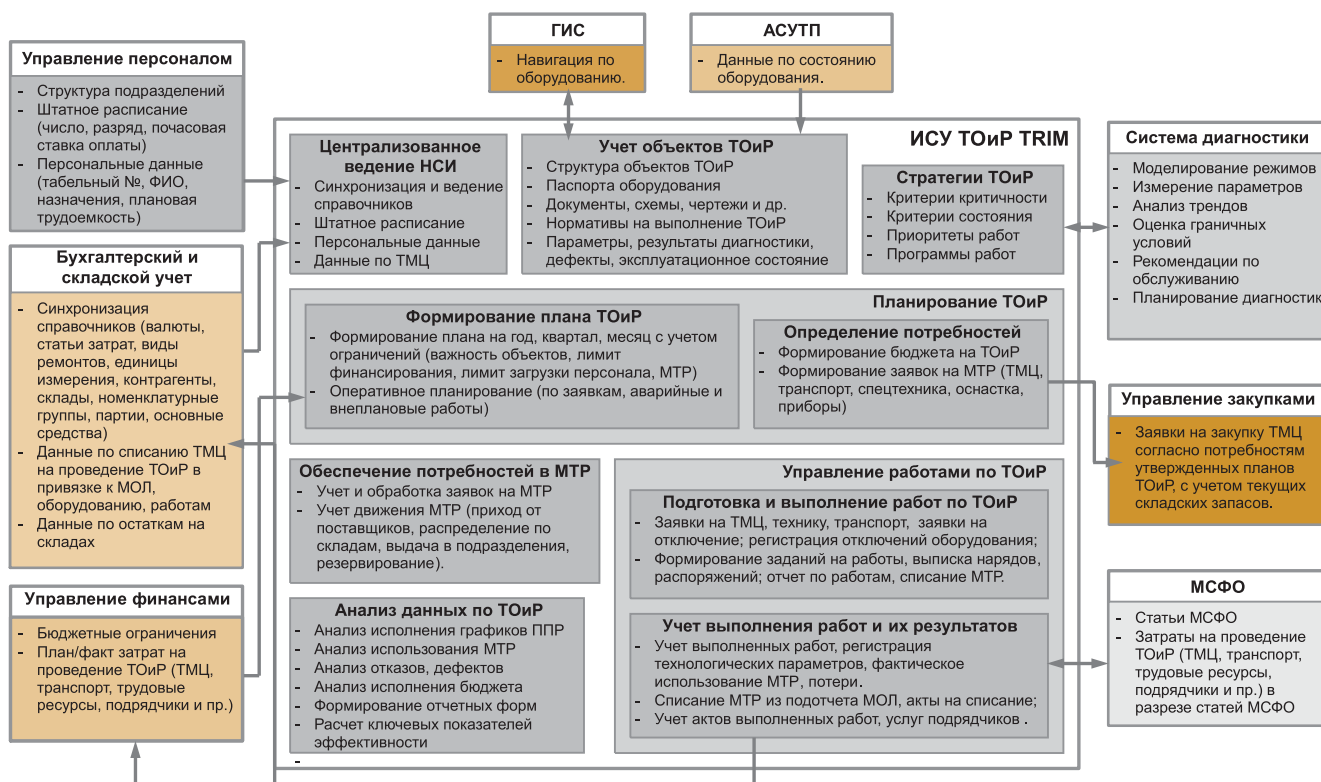 ГИС
- Навигация по
оборудованию.
АСУТП
- Данные по состоянию
оборудования.
Управление персоналом
- Структура подразделений
- Штатное расписание
(число, разряд, почасовая
ставка оплаты)
- Персональные данные
(табельный №, ФИО,
назначения, плановая
трудоемкость)
Бухгалтерский и
складской учет
- Синхронизация
справочников (валюты,
статьи затрат, виды
ремонтов, единицы
измерения, контрагенты,
склады, номенклатурные
группы, партии, основные
средства)
- Данные по списанию ТМЦ
на проведение ТОиР в
привязке к МОЛ,
оборудованию, работам
- Данные по остаткам на
складах
Управление финансами
- Бюджетные ограничения
- План/факт затрат на
проведение ТОиР (ТМЦ,
транспорт, трудовые
ресурсы, подрядчики и пр.)
ИСУ ТОиР TRIM
Централизованное
ведение НСИ
- Синхронизация и ведение
справочников
- Штатное расписание
- Персональные данные
- Данные по ТМЦ
Учет объектов ТОиР
- Структура объектов ТОиР
- Паспорта оборудования
- Документы, схемы, чертежи и др.
- Нормативы на выполнение ТОиР
- Параметры, результаты диагностики,
дефекты, эксплуатационное состояние
Стратегии ТОиР
- Критерии критичности
- Критерии состояния
- Приоритеты работ
- Программы работ
Планирование ТОиР
Формирование плана ТОиР
- Формирование плана на год, квартал, месяц с учетом
ограничений (важность объектов, лимит
финансирования, лимит загрузки персонала, МТР)
- Оперативное планирование (по заявкам, аварийные и
внеплановые работы)
Определение потребностей
- Формирование бюджета на ТОиР
- Формирование заявок на МТР (ТМЦ,
транспорт, спецтехника, оснастка,
приборы)
Обеспечение потребностей в МТР
- Учет и обработка заявок на МТР
- Учет движения МТР (приход от
поставщиков, распределение по
складам, выдача в подразделения,
резервирование).
Анализ данных по ТОиР
- Анализ исполнения графиков ППР
- Анализ использования МТР
- Анализ отказов, дефектов
- Анализ исполнения бюджета
- Формирование отчетных форм
- Расчет ключевых показателей
эффективности
-
Управление работами по ТОиР
Подготовка и выполнение работ по ТОиР
- Заявки на ТМЦ, технику, транспорт, заявки на
отключение; регистрация отключений оборудования;
- Формирование заданий на работы, выписка нарядов,
распоряжений; отчет по работам, списание МТР.
Учет выполнения работ и их результатов
- Учет выполненных работ, регистрация
технологических параметров, фактическое
использование МТР, потери.
- Списание МТР из подотчета МОЛ, акты на списание;
- Учет актов выполненных работ, услуг подрядчиков .
Система диагностики
- Моделирование режимов
- Измерение параметров
- Анализ трендов
- Оценка граничных
условий
- Рекомендации по
обслуживанию
- Планирование диагностик
Управление закупками
- Заявки на закупку ТМЦ
согласно потребностям
утвержденных планов
ТОиР, с учетом текущих
складских запасов.
МСФО
- Статьи МСФО
- Затраты на проведение
ТОиР (ТМЦ, транспорт,
трудовые ресурсы,
подрядчики и пр.) в
разрезе статей МСФО